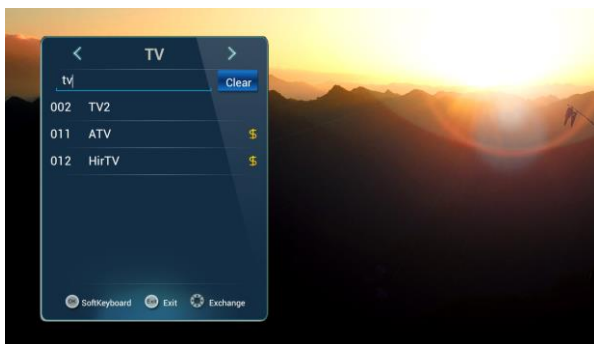 TV
tv
Clear
002 TV2
011 ATV $
012 HirTV $
SoftKeyboard Exit Exchange